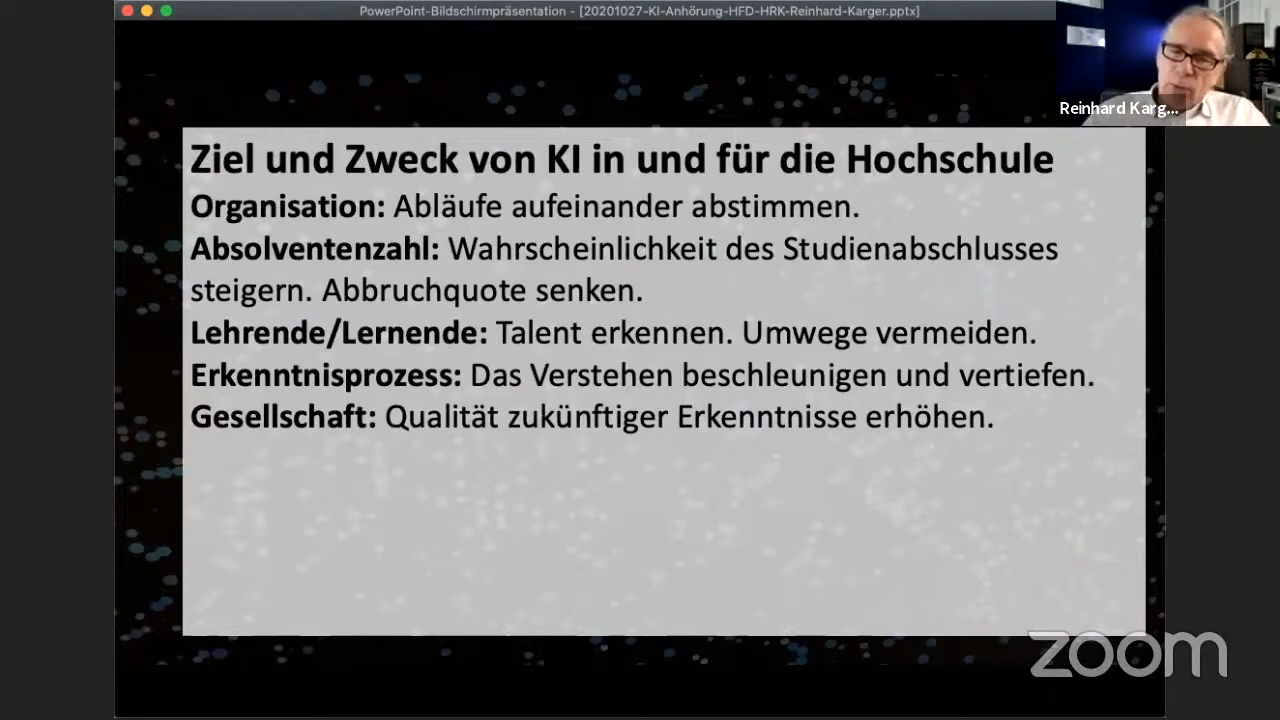 PowerPoint-Bildschirmpräsentation - [20201027-KI-Anhörung-HFD-HRK-Reinhard-Karger.pptx]
Reinhard Karg...
Ziel und Zweck von KI in und für die Hochschule
Organisation: Abläufe aufeinander abstimmen.
Absolventenzahl: Wahrscheinlichkeit des Studienabschlusses
steigern. Abbruchquote senken.
Lehrende/Lernende: Talent erkennen. Umwege vermeiden.
Erkenntnisprozess: Das Verstehen beschleunigen und vertiefen.
Gesellschaft: Qualität zukünftiger Erkenntnisse erhöhen.
zoom